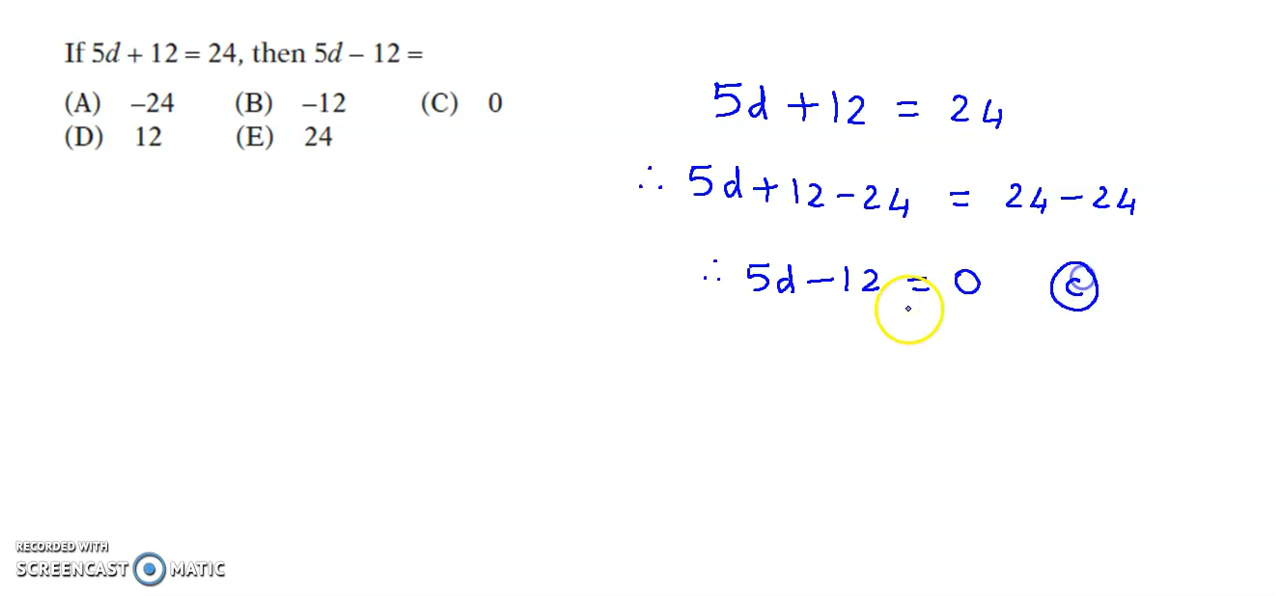 If 5d + 12 = 24, then 5d – 12 =
(A) –24 (B) –12 (C) 0
(D) 12 (E) 24
5d + 12 = 24
∴ 5d + 12 - 24 = 24 - 24
∴ 5d - 12 = 0 C
RECORDED WITH
SCREENCAST MATIC